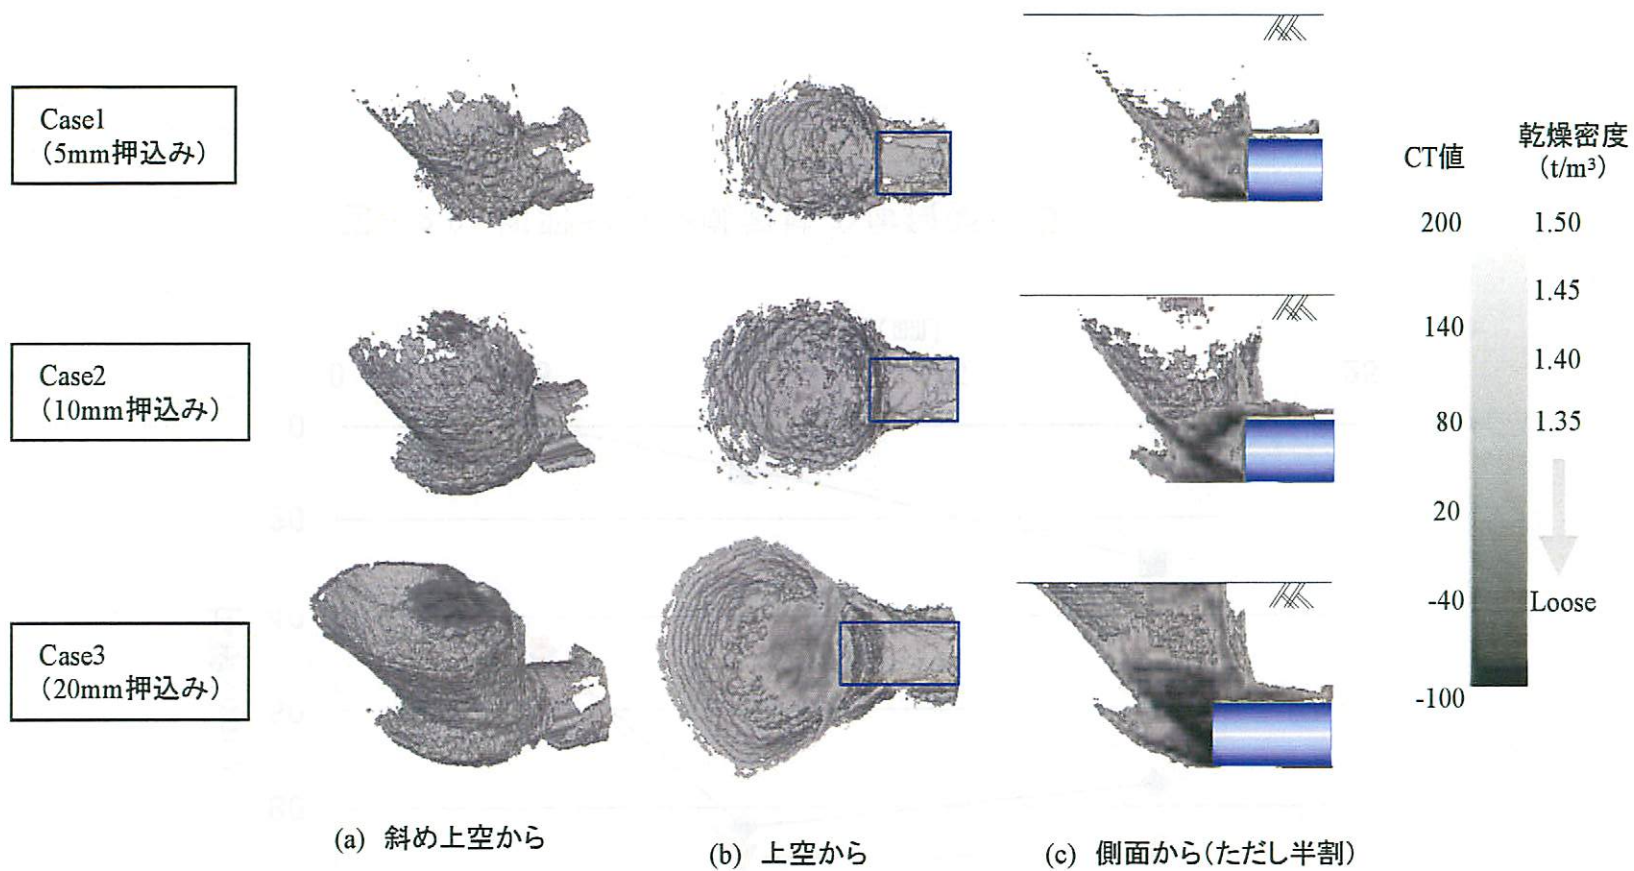 Case1
（5mm押込み）
Case2
（10mm押込み）
Case3
（20mm押込み）
CT値
乾燥密度
（t/m³）
200
1.50
1.45
140
1.40
80
1.35
20
-40
Loose
-100
(a) 斜め上空から
(b) 上空から
(c) 側面から（ただし半割）